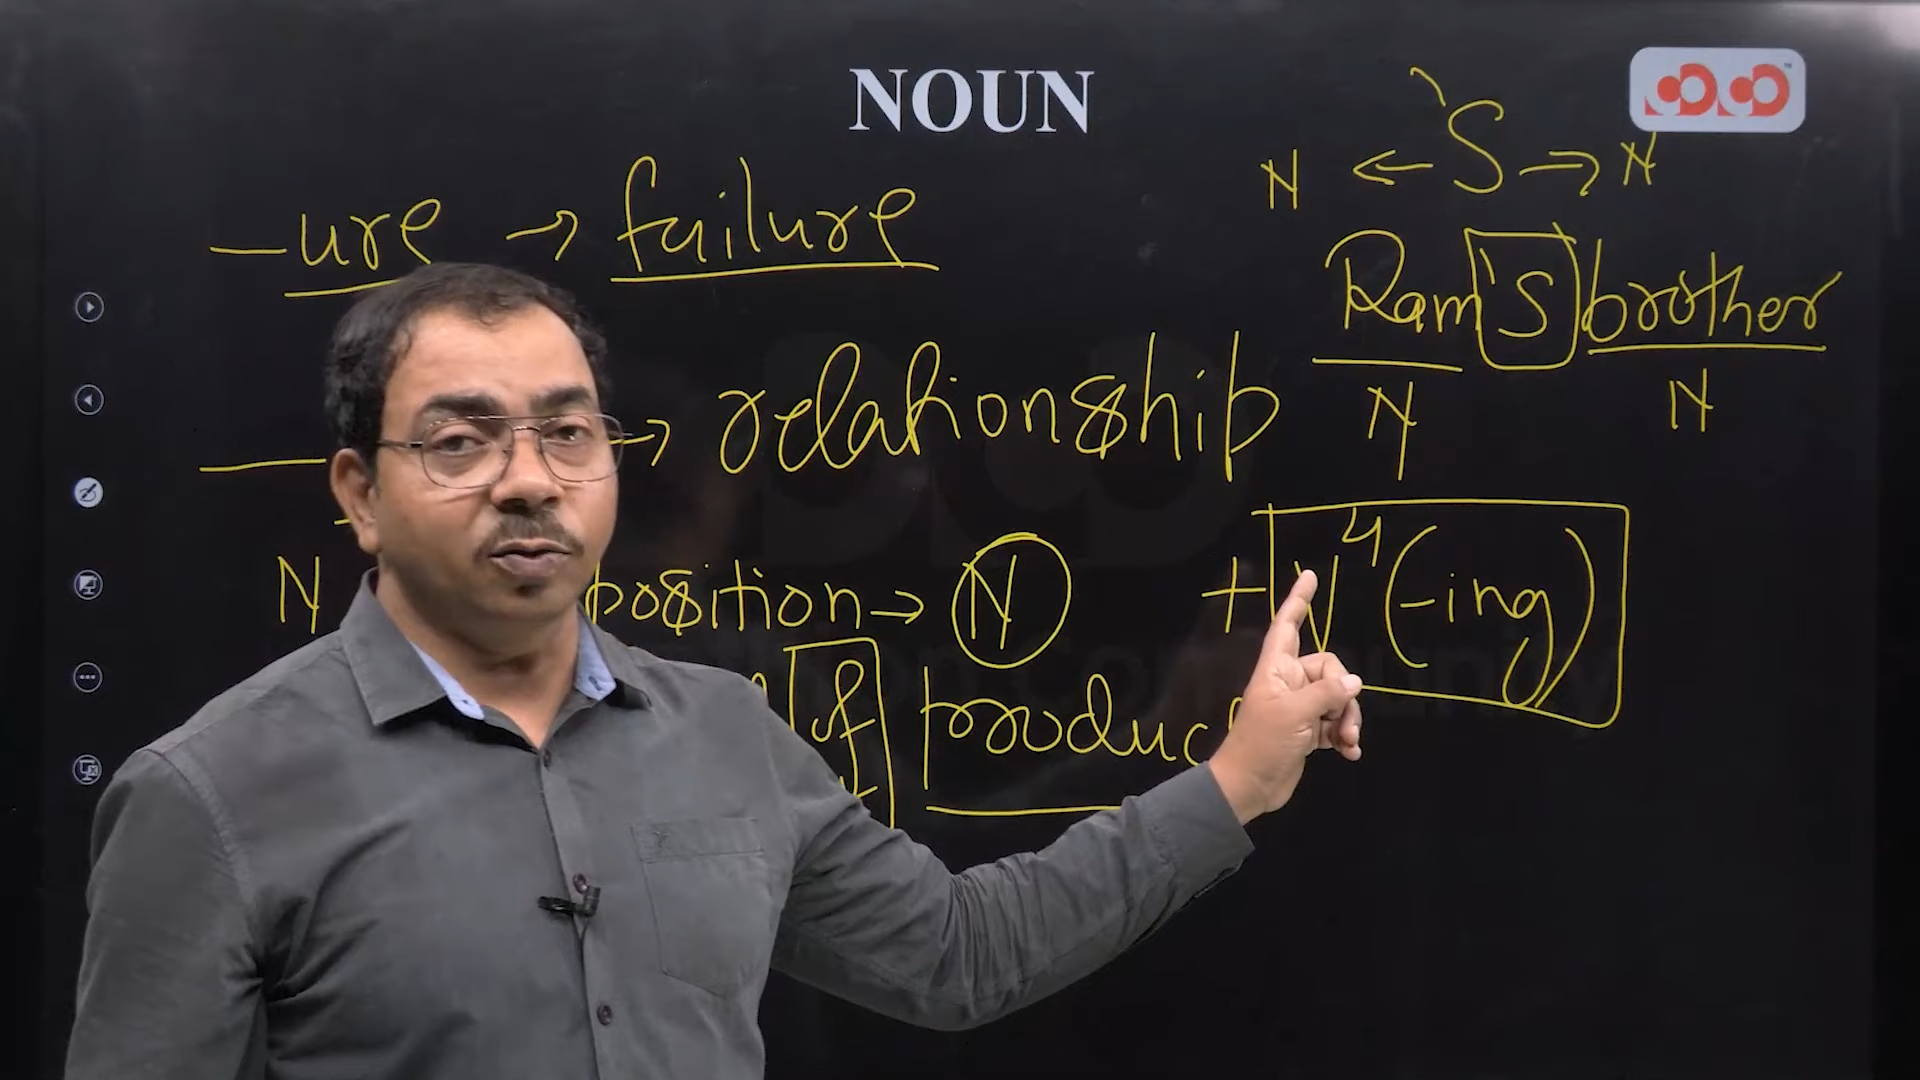 NOUN
'S
N ← → N
—ure → failure
Ram's brother
N N
→ relationship
N position → N + V⁴ (-ing)
of produc